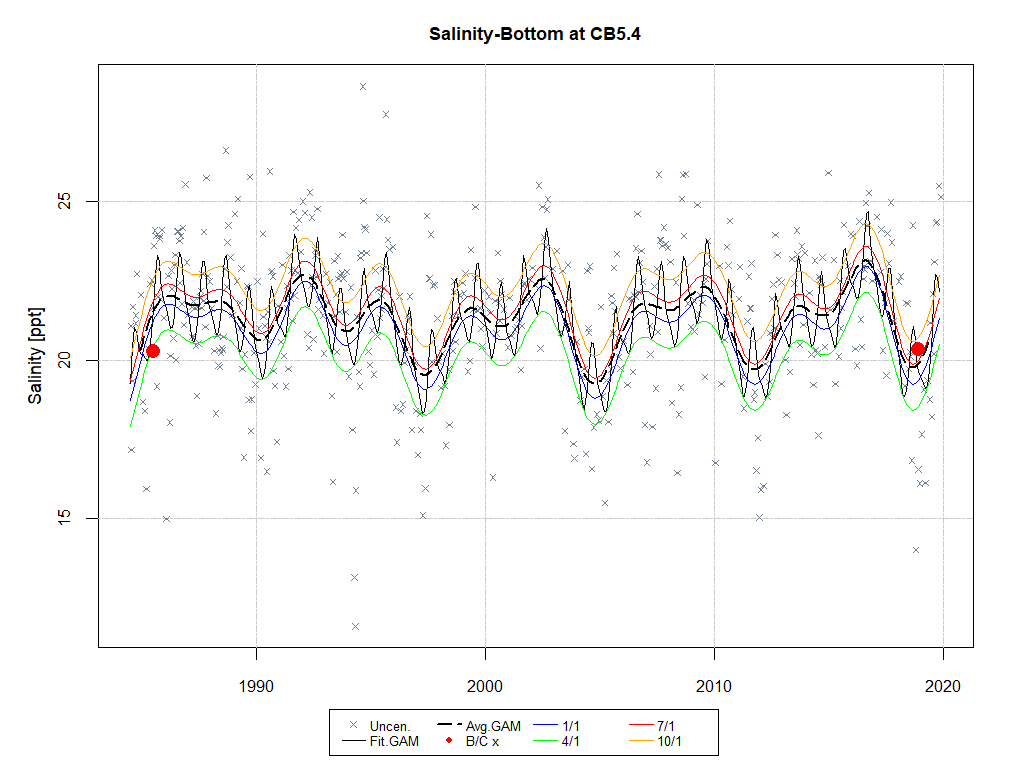 Salinity-Bottom at CB5.4
Salinity [ppt]
25
20
15
1990 2000 2010 2020
Uncen. Avg.GAM 1/1 7/1
Fit.GAM B/C x 4/1 10/1